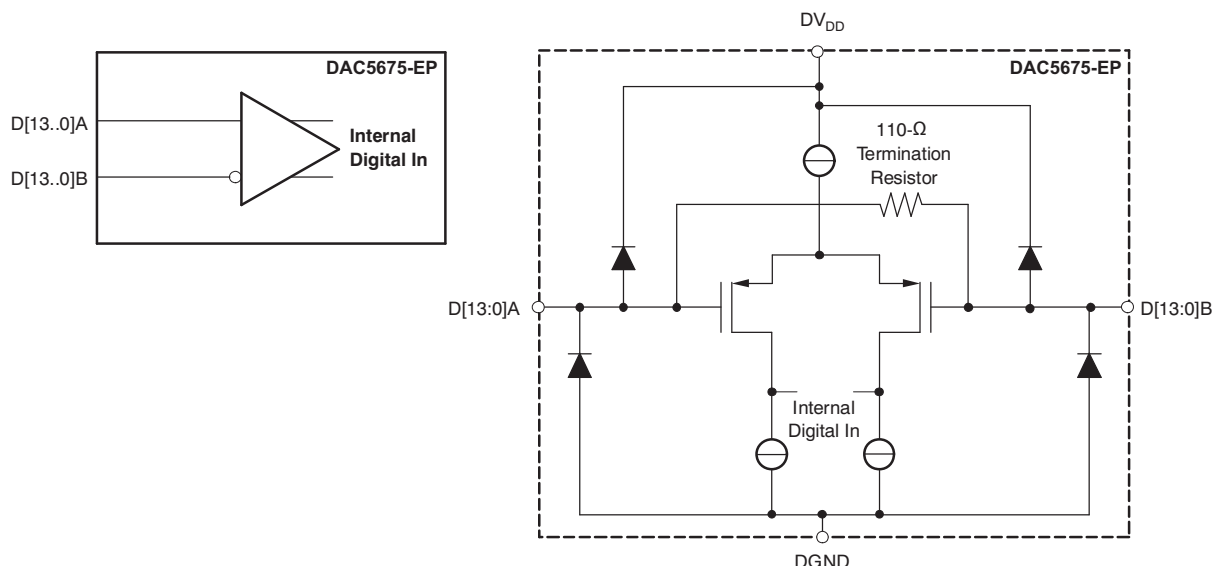 DAC5675-EP
D[13..0]A
Internal
Digital In
D[13..0]B
DV_DD
DAC5675-EP
110-Ω
Termination
Resistor
D[13:0]A
D[13:0]B
Internal
Digital In
DGND